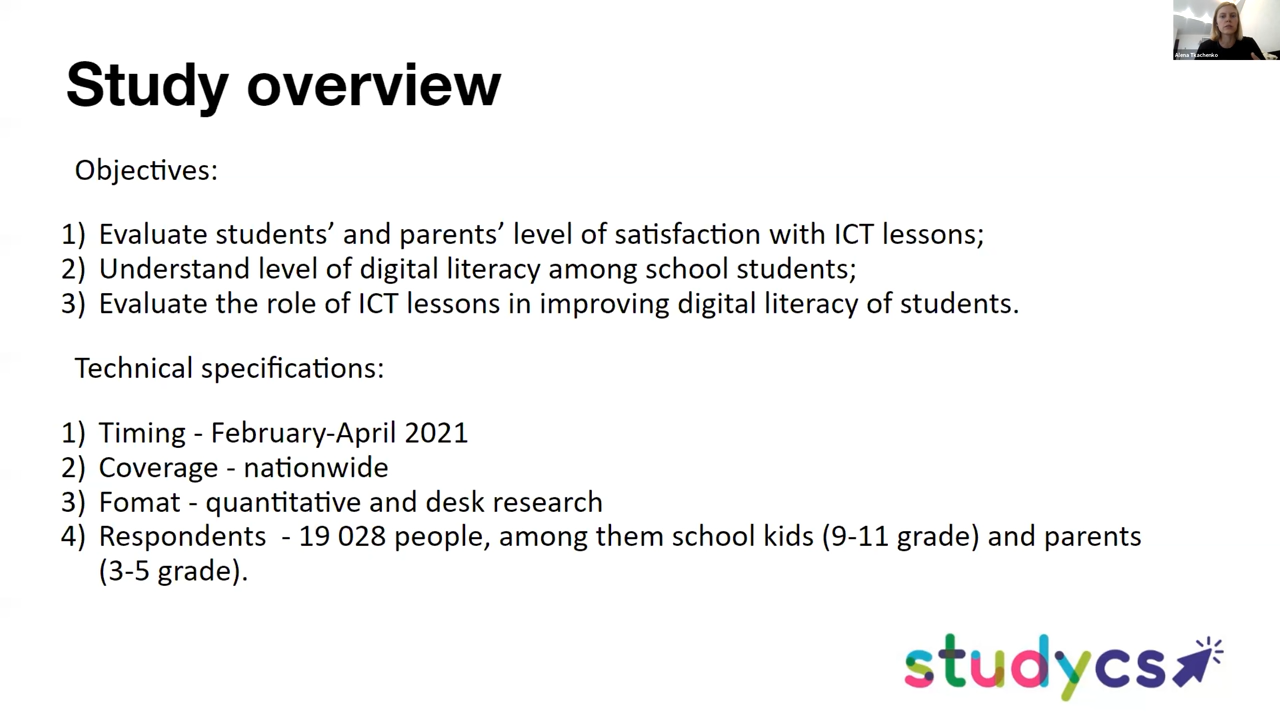 Alena Tkachenko
Study overview
Objectives:
1) Evaluate students’ and parents’ level of satisfaction with ICT lessons;
2) Understand level of digital literacy among school students;
3) Evaluate the role of ICT lessons in improving digital literacy of students.
Technical specifications:
1) Timing - February-April 2021
2) Coverage - nationwide
3) Fomat - quantitative and desk research
4) Respondents - 19 028 people, among them school kids (9-11 grade) and parents
(3-5 grade).
studycs